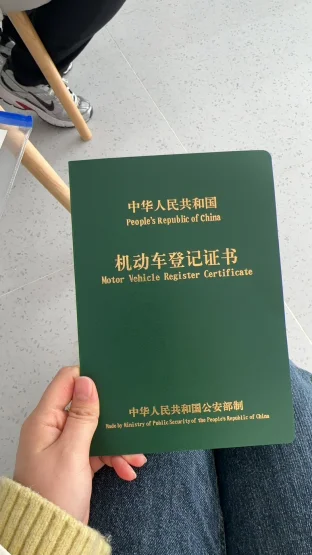 中华人民共和国
People's Republic of China
机动车登记证书
Motor Vehicle Register Certificate
中华人民共和国公安部制
Made by Ministry of Public Security of the People's Republic of China